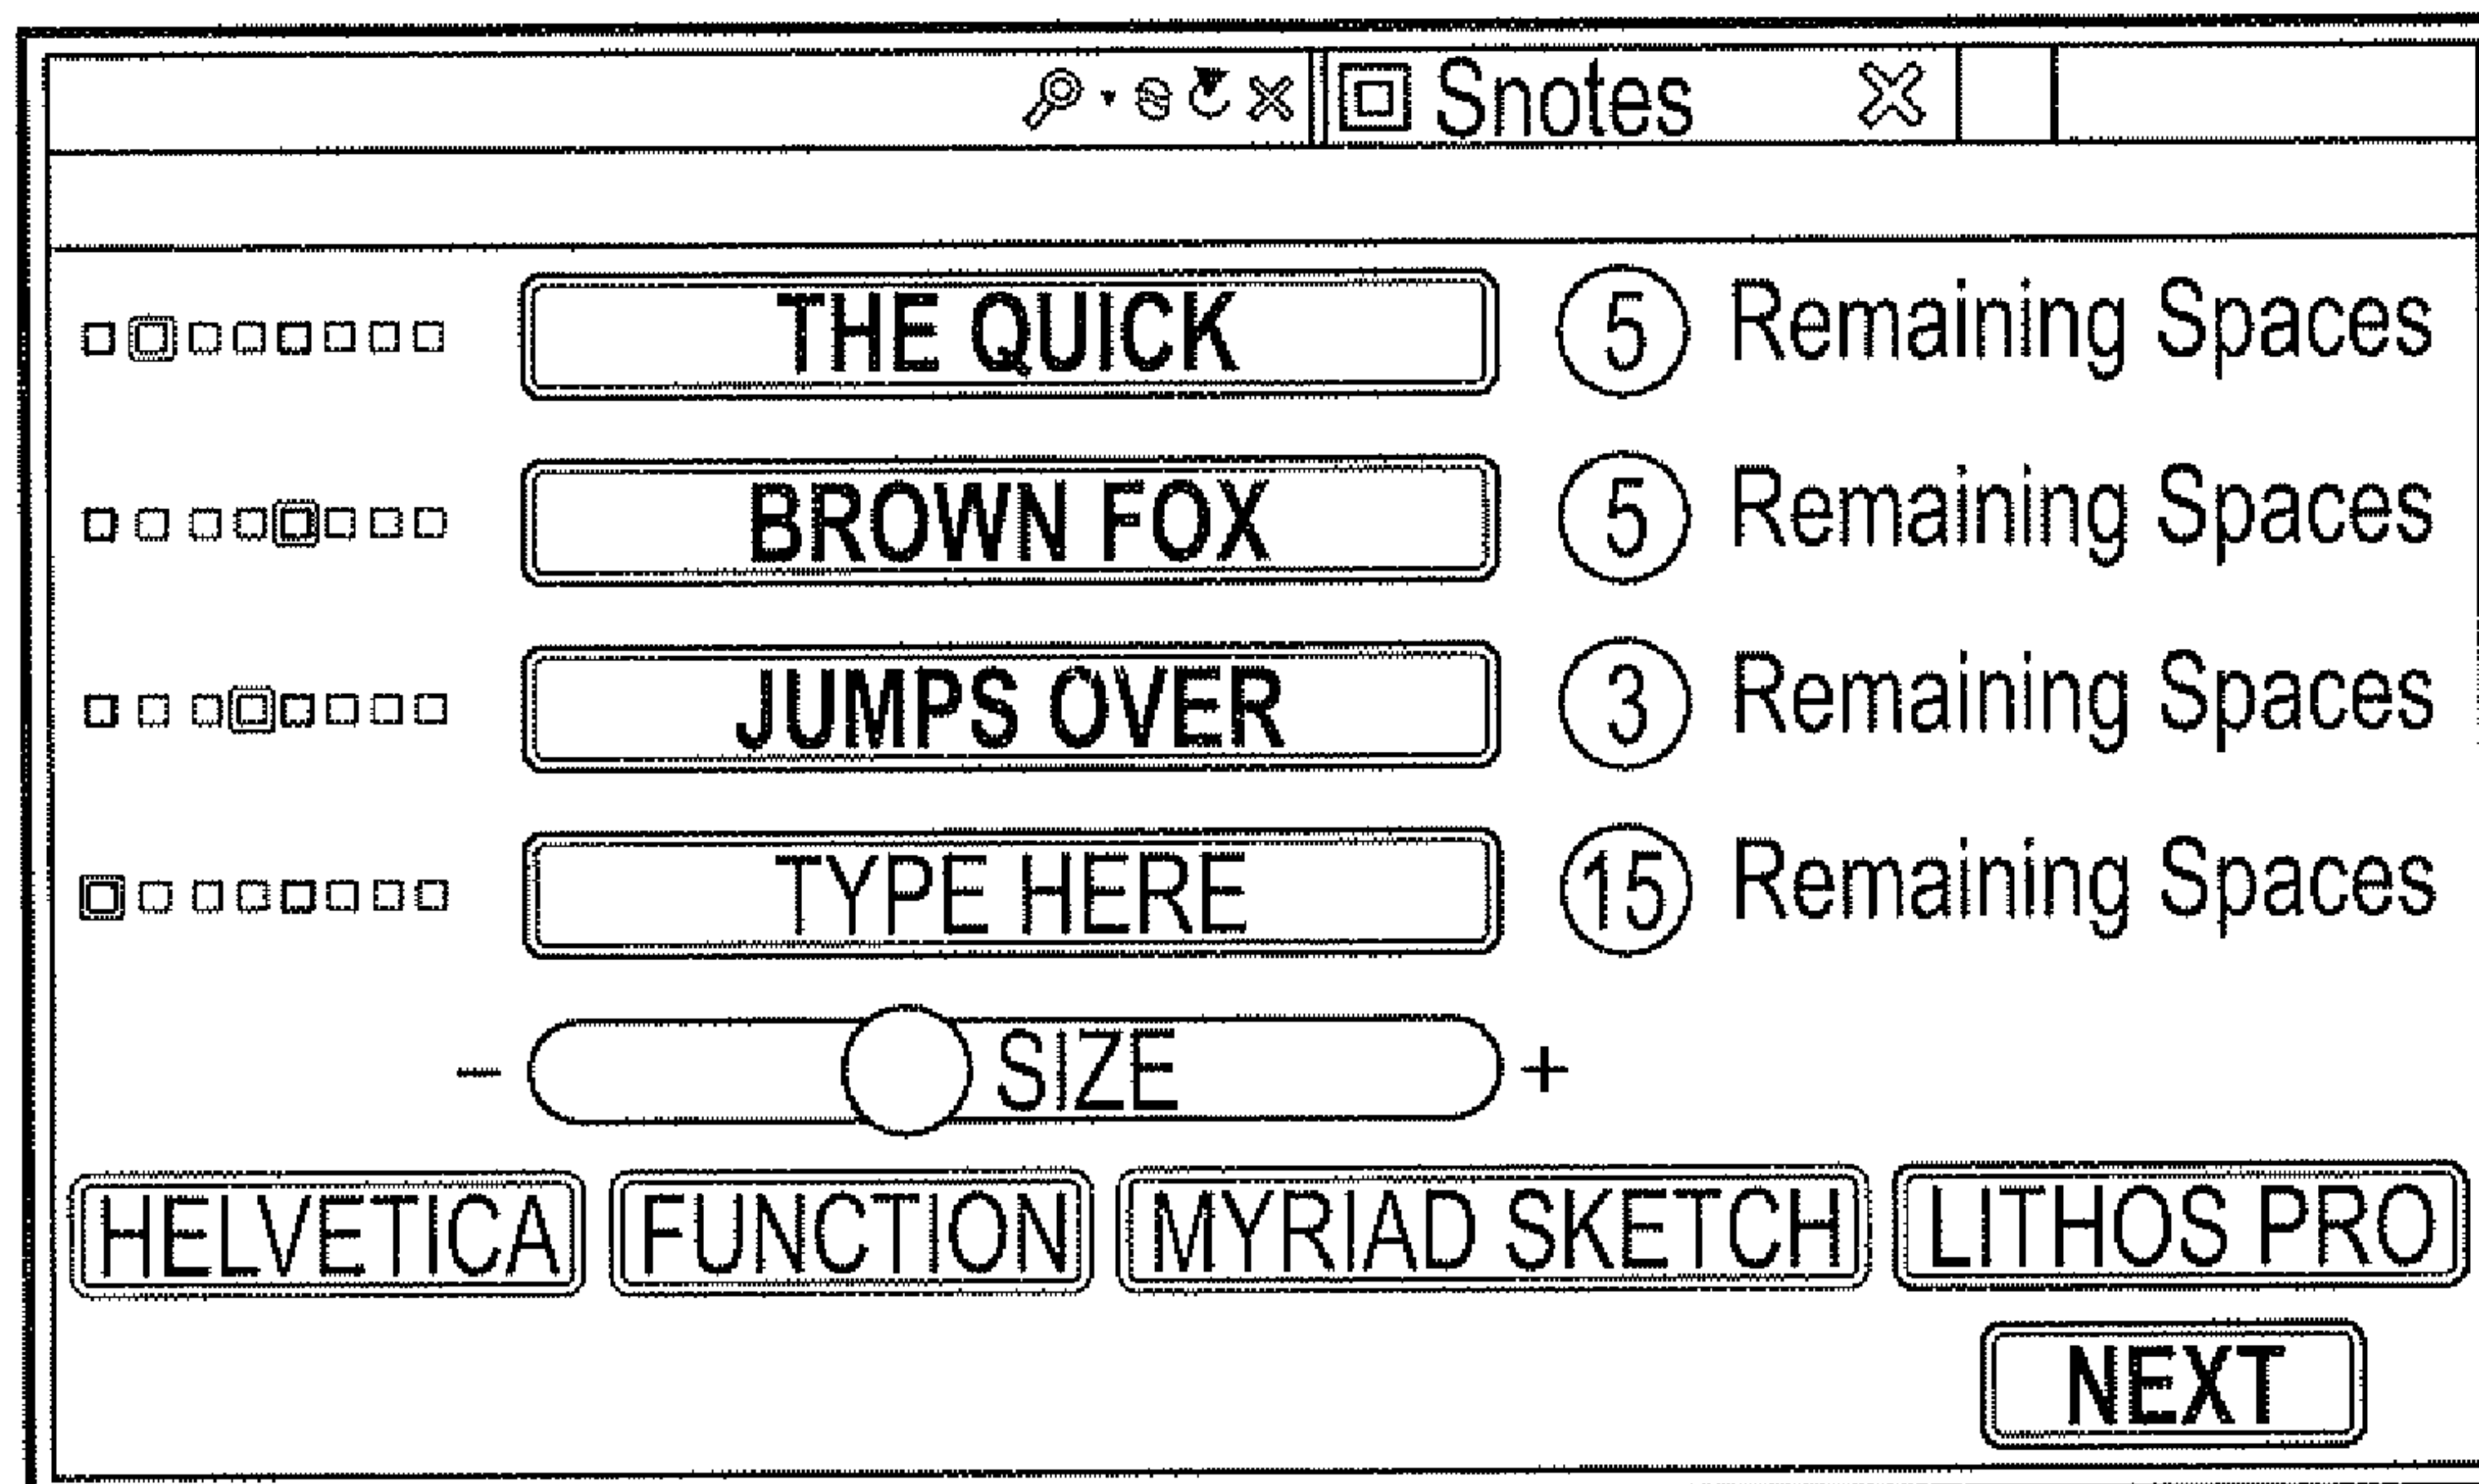 Snotes
THE QUICK 5 Remaining Spaces
BROWN FOX 5 Remaining Spaces
JUMPS OVER 3 Remaining Spaces
TYPE HERE 15 Remaining Spaces
- SIZE +
HELVETICA FUNCTION MYRIAD SKETCH LITHOS PRO
NEXT